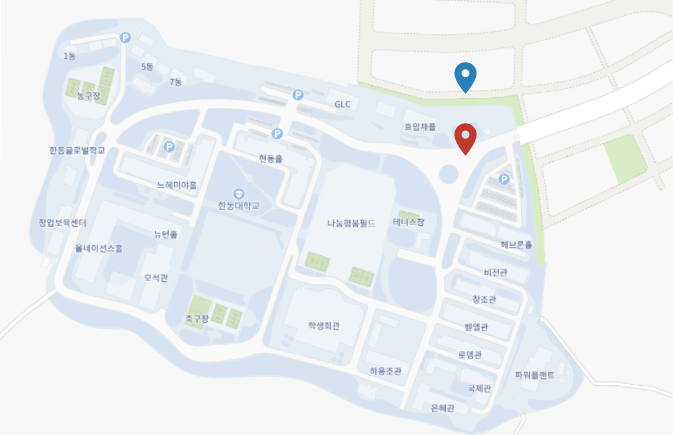 1동
5동
7동
P
농구장
P
GLC
효암채플
P
한동글로벌학교
P
현동홀
느헤미야홀
P
한동대학교
창업보육센터
뉴턴홀
나눔평봉필드
테니스장
올네이션스홀
헤브론홀
오석관
비전관
창조관
축구장
학생회관
벧엘관
로뎀관
하용조관
파워플랜트
국제관
은혜관